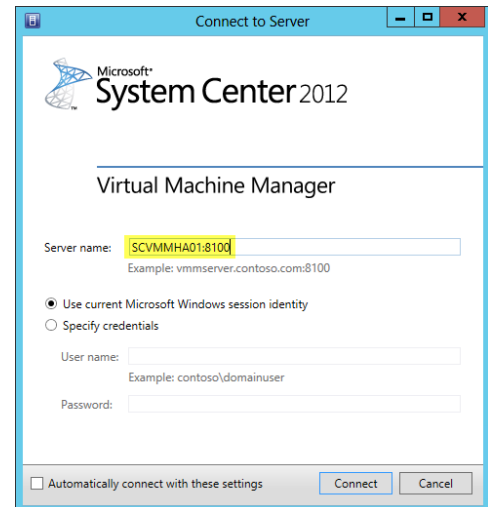 Connect to Server
Microsoft®
System Center 2012
Virtual Machine Manager
Server name: SCVMMHA01:8100
Example: vmmserver.contoso.com:8100
Use current Microsoft Windows session identity
Specify credentials
User name:
Example: contoso\domainuser
Password:
Automatically connect with these settings Connect Cancel